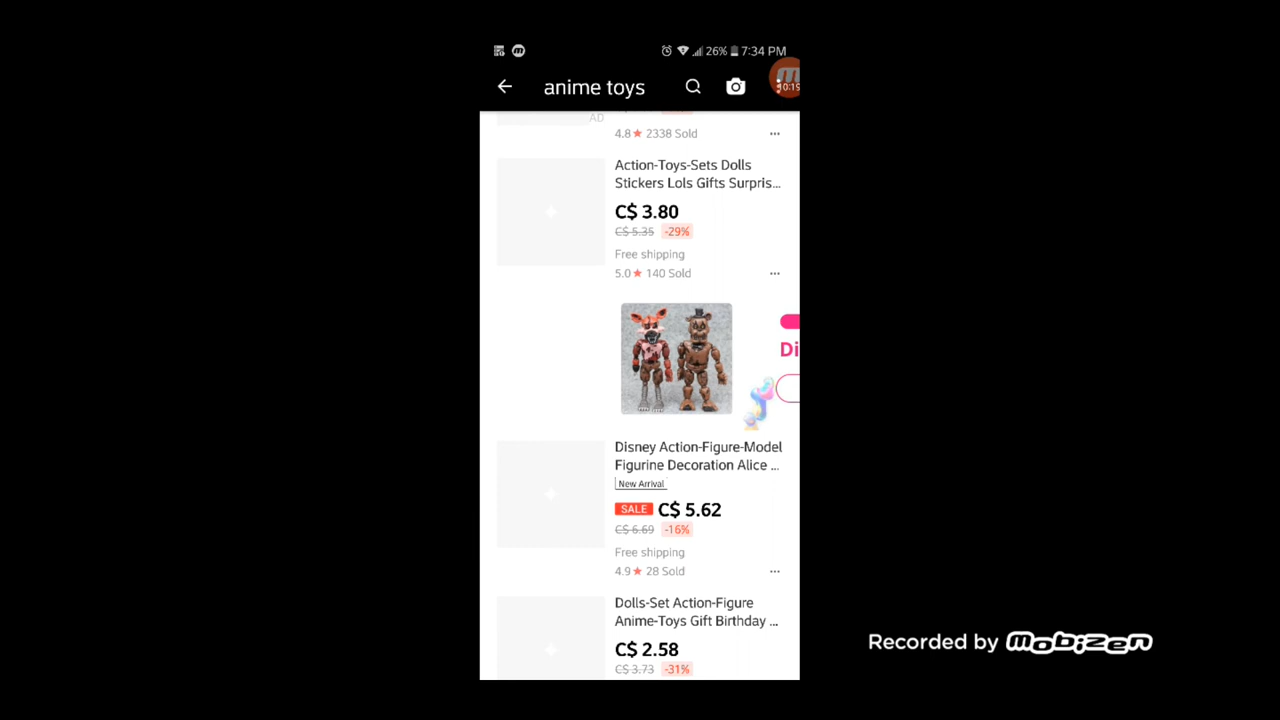 26% 7:34 PM
anime toys
0:19
AD
4.8★ 2338 Sold
Action-Toys-Sets Dolls
Stickers Lols Gifts Surpris...
C$ 3.80
C$ 5.35 -29%
Free shipping
5.0★ 140 Sold
Di
Disney Action-Figure-Model
Figurine Decoration Alice ...
New Arrival
SALE C$ 5.62
C$ 6.69 -16%
Free shipping
4.9★ 28 Sold
Dolls-Set Action-Figure
Anime-Toys Gift Birthday ...
C$ 2.58
C$ 3.73 -31%
Recorded by mobizen